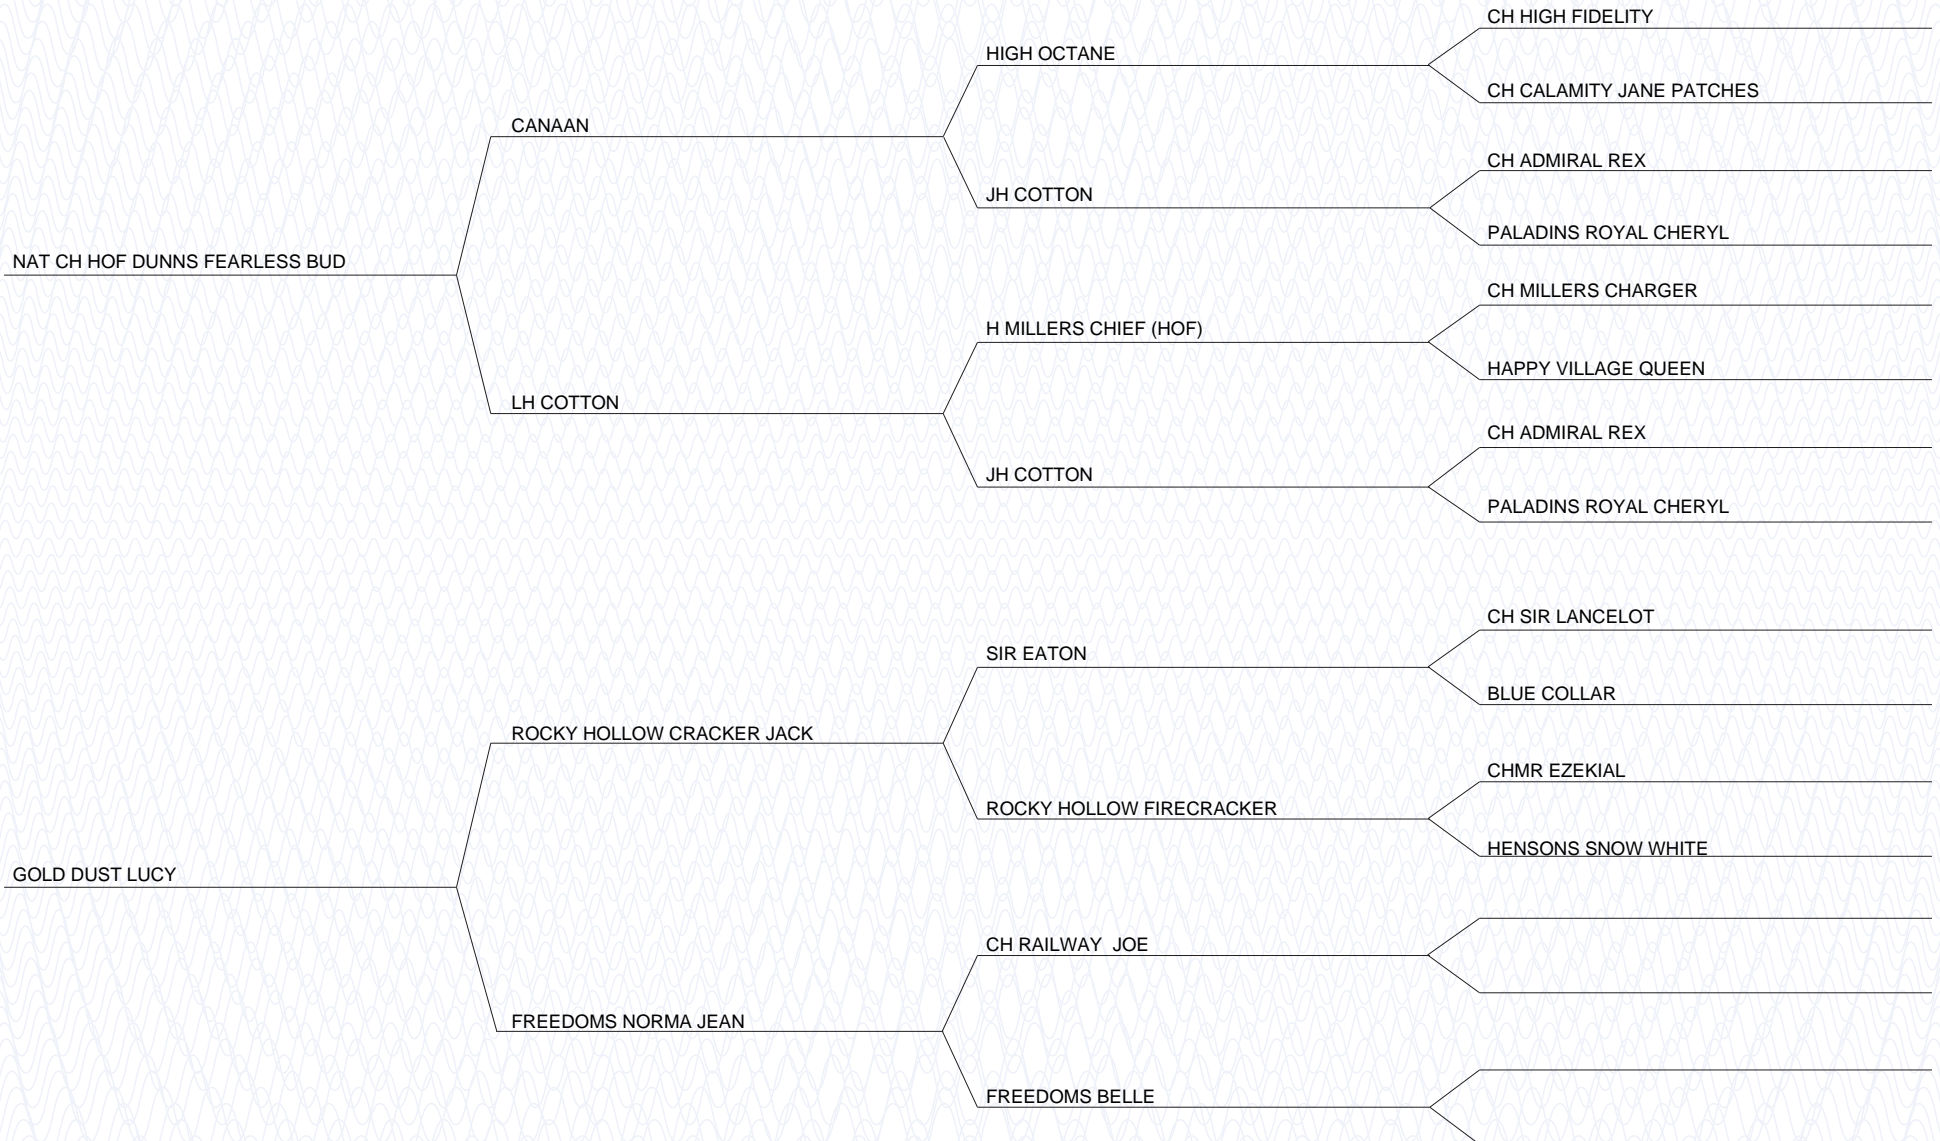 CH HIGH FIDELITY
HIGH OCTANE
CH CALAMITY JANE PATCHES
CANAAN
CH ADMIRAL REX
JH COTTON
PALADINS ROYAL CHERYL
NAT CH HOF DUNNS FEARLESS BUD
CH MILLERS CHARGER
H MILLERS CHIEF (HOF)
HAPPY VILLAGE QUEEN
LH COTTON
CH ADMIRAL REX
JH COTTON
PALADINS ROYAL CHERYL
CH SIR LANCELOT
SIR EATON
BLUE COLLAR
ROCKY HOLLOW CRACKER JACK
CHMR EZEKIAL
ROCKY HOLLOW FIRECRACKER
HENSONS SNOW WHITE
GOLD DUST LUCY
CH RAILWAY  JOE
FREEDOMS NORMA JEAN
FREEDOMS BELLE